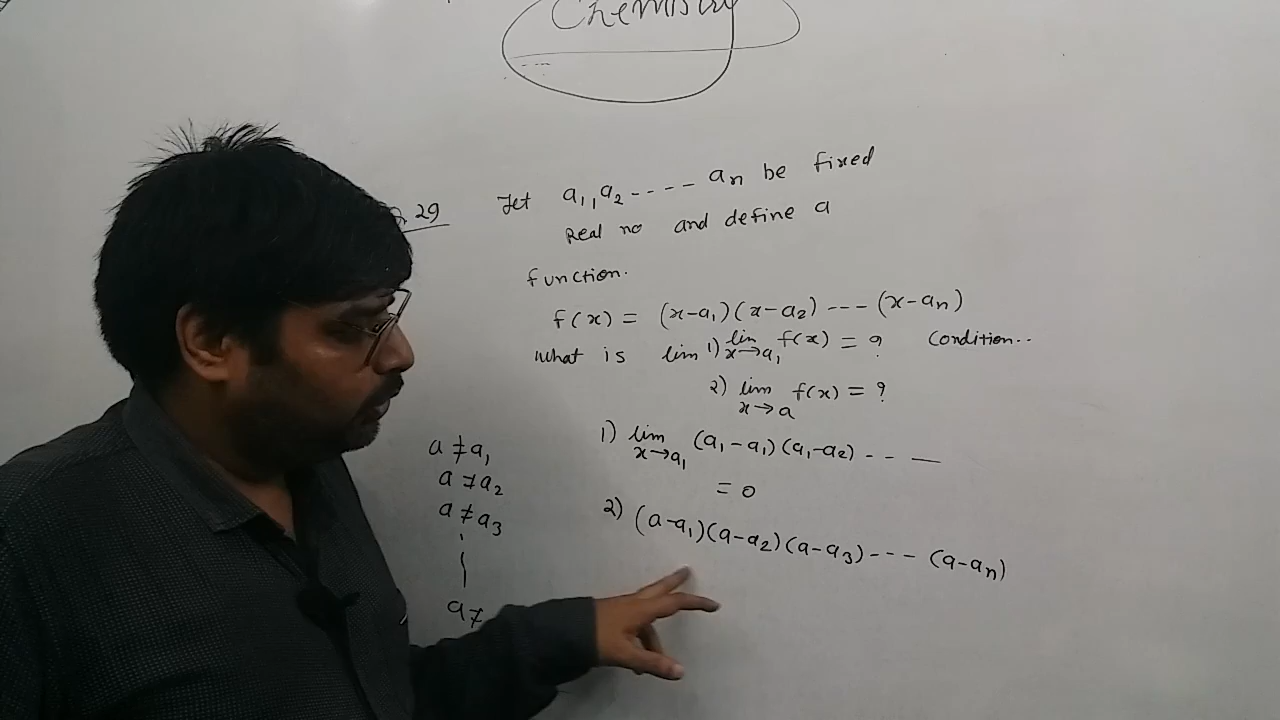 Chemistry
29
Let a₁, a₂ ---- aₙ be fixed
Real no and define a
function.
f(x) = (x-a₁)(x-a₂) --- (x-aₙ)
What is lim 1) lim x→a₁ f(x) = ? Condition..
2) lim x→a f(x) = ?
1) lim x→a₁ (a₁-a₁)(a₁-a₂) -- —
= 0
2) (a-a₁)(a-a₂)(a-a₃) --- (a-aₙ)
a ≠ a₁
a ≠ a₂
a ≠ a₃
a ≠